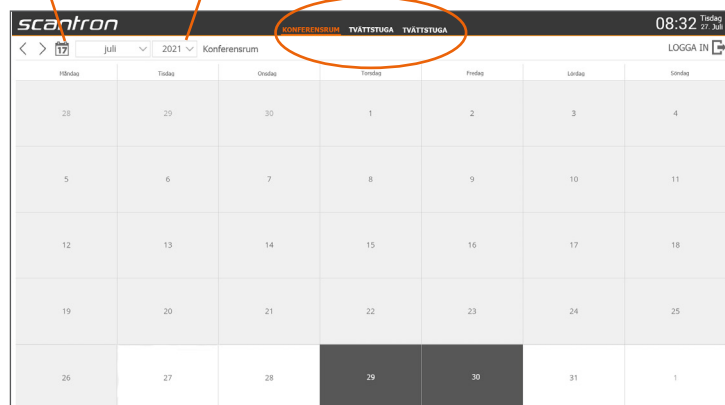 scantron KONFERENSRUM TVÄTTSTUGA TVÄTTSTUGA 08:32 Tisdag
27. Juli
17 juli 2021 Konferensrum LOGGA IN
Måndag Tisdag Onsdag Torsdag Fredag Lördag Söndag
28 29 30 1 2 3 4
5 6 7 8 9 10 11
12 13 14 15 16 17 18
19 20 21 22 23 24 25
26 27 28 29 30 31 1